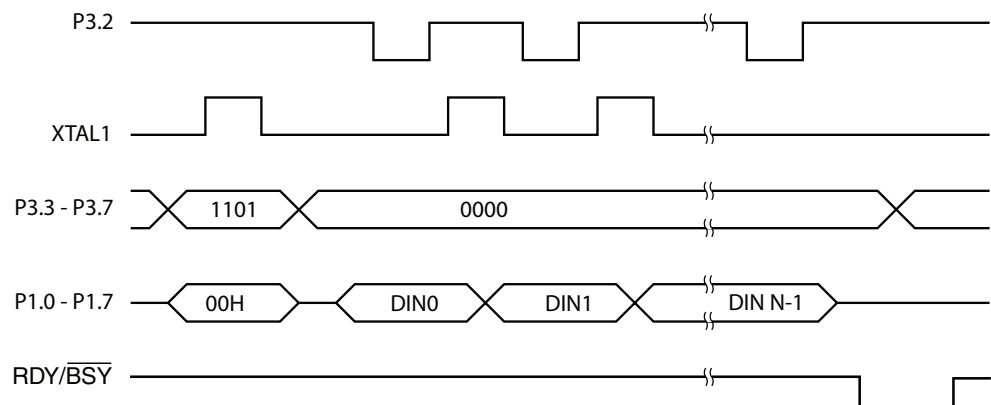 P3.2
XTAL1
P3.3 - P3.7 1101 0000
P1.0 - P1.7 00H DIN0 DIN1 DIN N-1
RDY/BSY